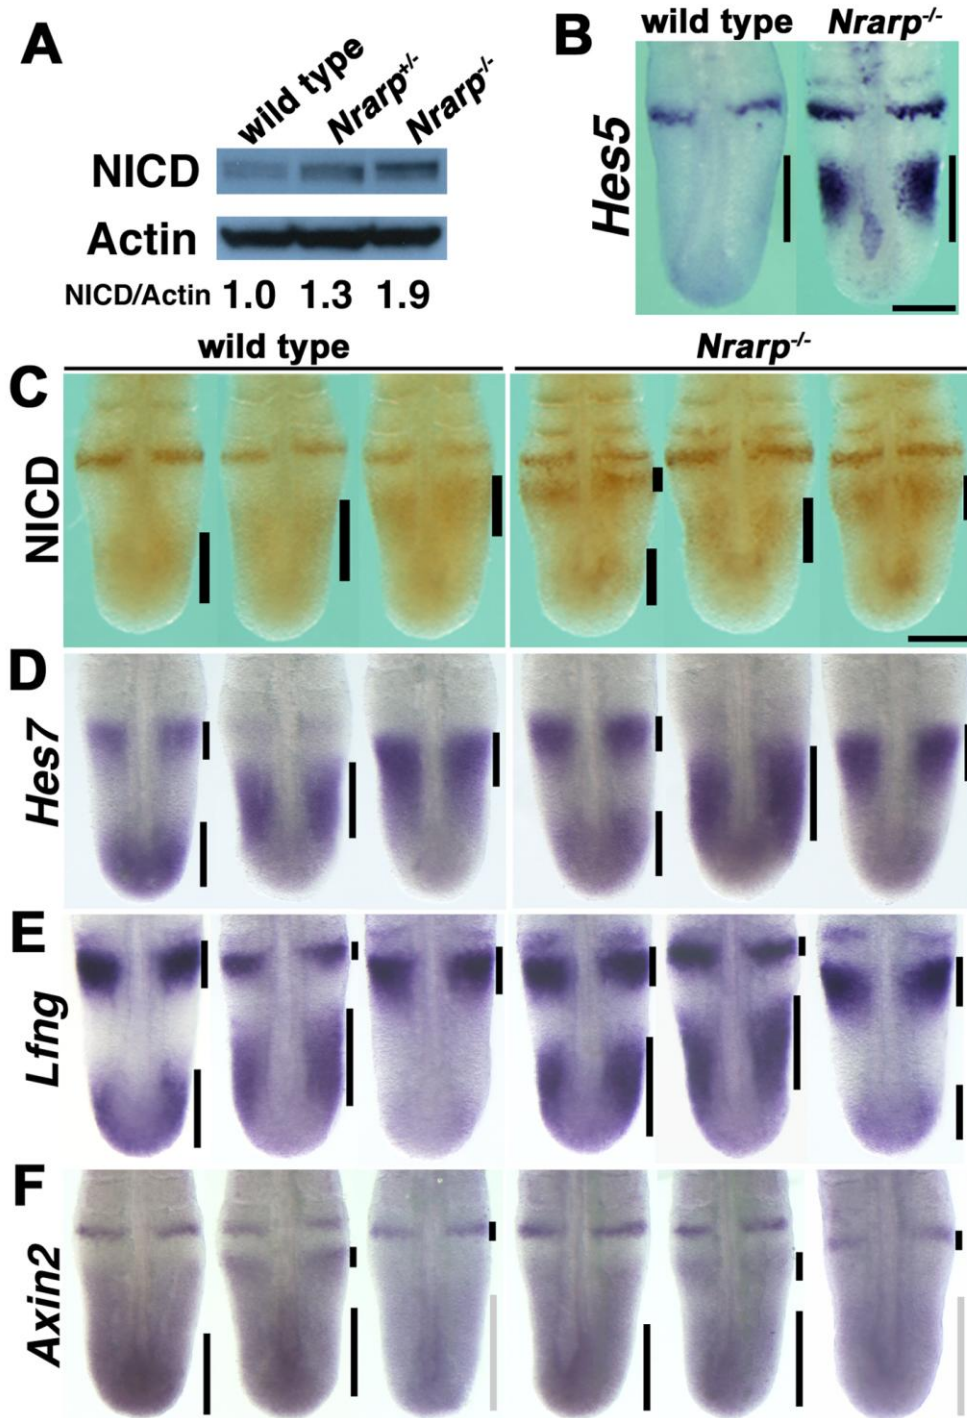 A
wild type
Nrarp+/-
Nrarp-/-
NICD
Actin
NICD/Actin 1.0 1.3 1.9
B
wild type Nrarp-/-
Hes5
wild type Nrarp-/-
C
NICD
D
Hes7
E
Lfng
F
Axin2